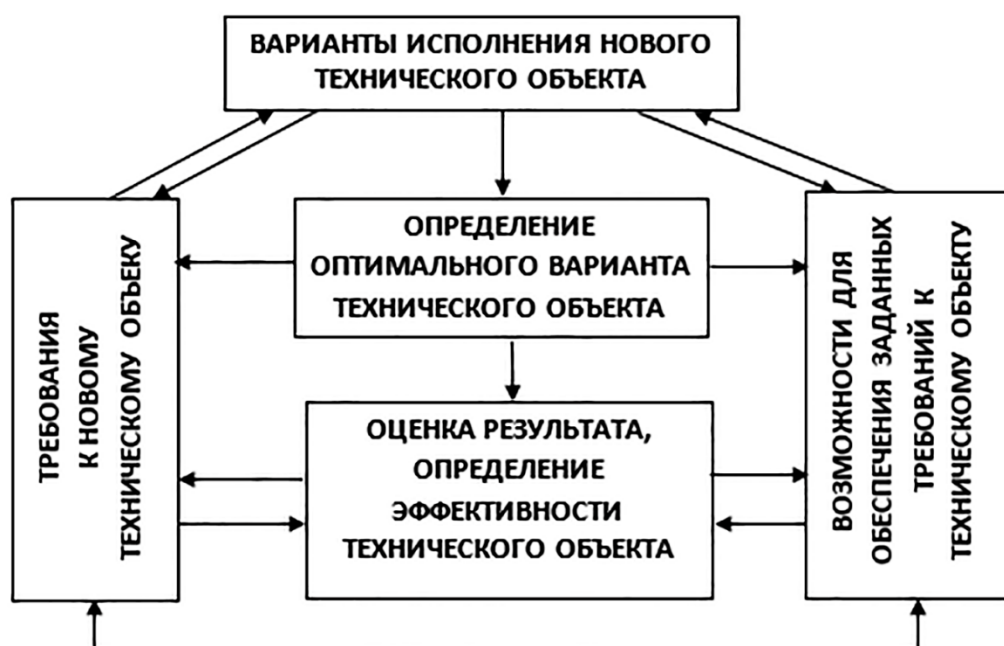 ВАРИАНТЫ ИСПОЛНЕНИЯ НОВОГО
ТЕХНИЧЕСКОГО ОБЪЕКТА
ТРЕБОВАНИЯ
К НОВОМУ
ТЕХНИЧЕСКОМУ ОБЪЕКУ
ОПРЕДЕЛЕНИЕ
ОПТИМАЛЬНОГО ВАРИАНТА
ТЕХНИЧЕСКОГО ОБЪЕКТА
ОЦЕНКА РЕЗУЛЬТАТА,
ОПРЕДЕЛЕНИЕ
ЭФФЕКТИВНОСТИ
ТЕХНИЧЕСКОГО ОБЪЕКТА
ВОЗМОЖНОСТИ ДЛЯ
ОБЕСПЕЧЕНИЯ ЗАДАННЫХ
ТРЕБОВАНИЙ К
ТЕХНИЧЕСКОМУ ОБЪЕКТУ